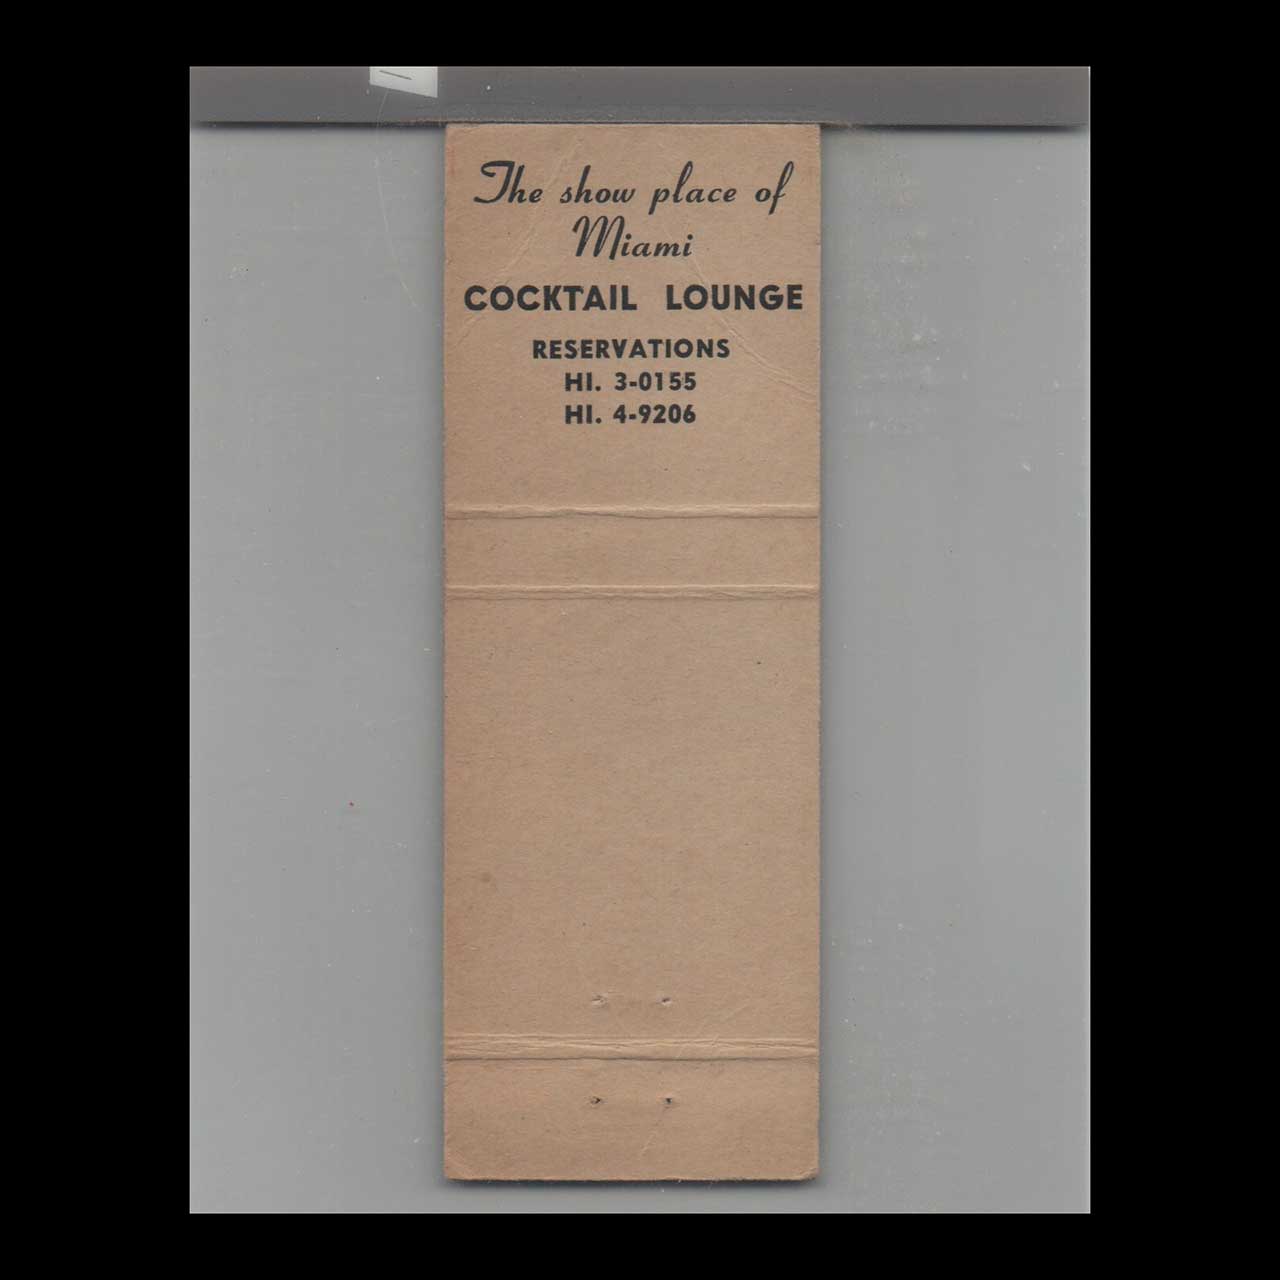 The show place of
Miami
COCKTAIL LOUNGE
RESERVATIONS
HI. 3-0155
HI. 4-9206